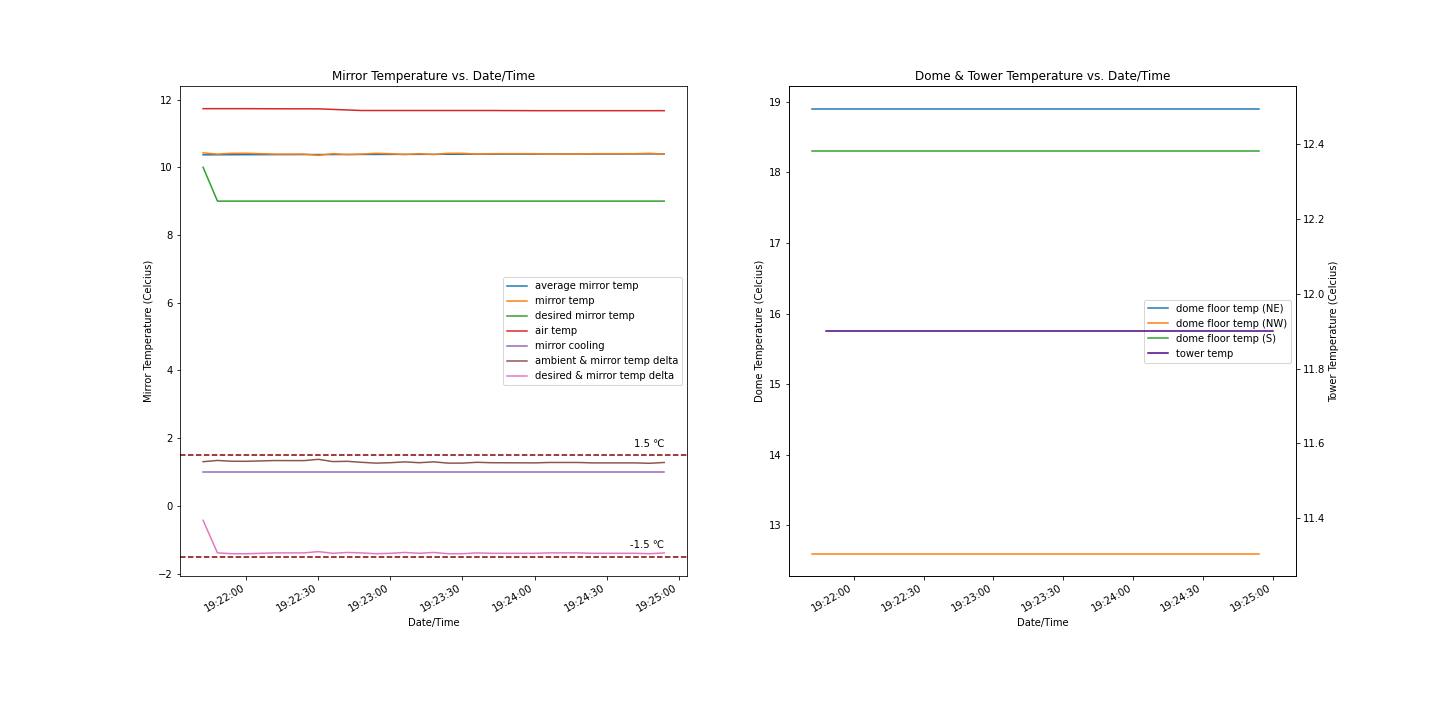 Mirror Temperature vs. Date/Time
12
10
8
6
4
2
0
−2
Mirror Temperature (Celcius)
average mirror temp
mirror temp
desired mirror temp
air temp
mirror cooling
ambient & mirror temp delta
desired & mirror temp delta
1.5 °C
-1.5 °C
19:22:00
19:22:30
19:23:00
19:23:30
19:24:00
19:24:30
19:25:00
Date/Time
Dome & Tower Temperature vs. Date/Time
19
18
17
16
15
14
13
Dome Temperature (Celcius)
dome floor temp (NE)
dome floor temp (NW)
dome floor temp (S)
tower temp
12.4
12.2
12.0
11.8
11.6
11.4
Tower Temperature (Celcius)
19:22:00
19:22:30
19:23:00
19:23:30
19:24:00
19:24:30
19:25:00
Date/Time